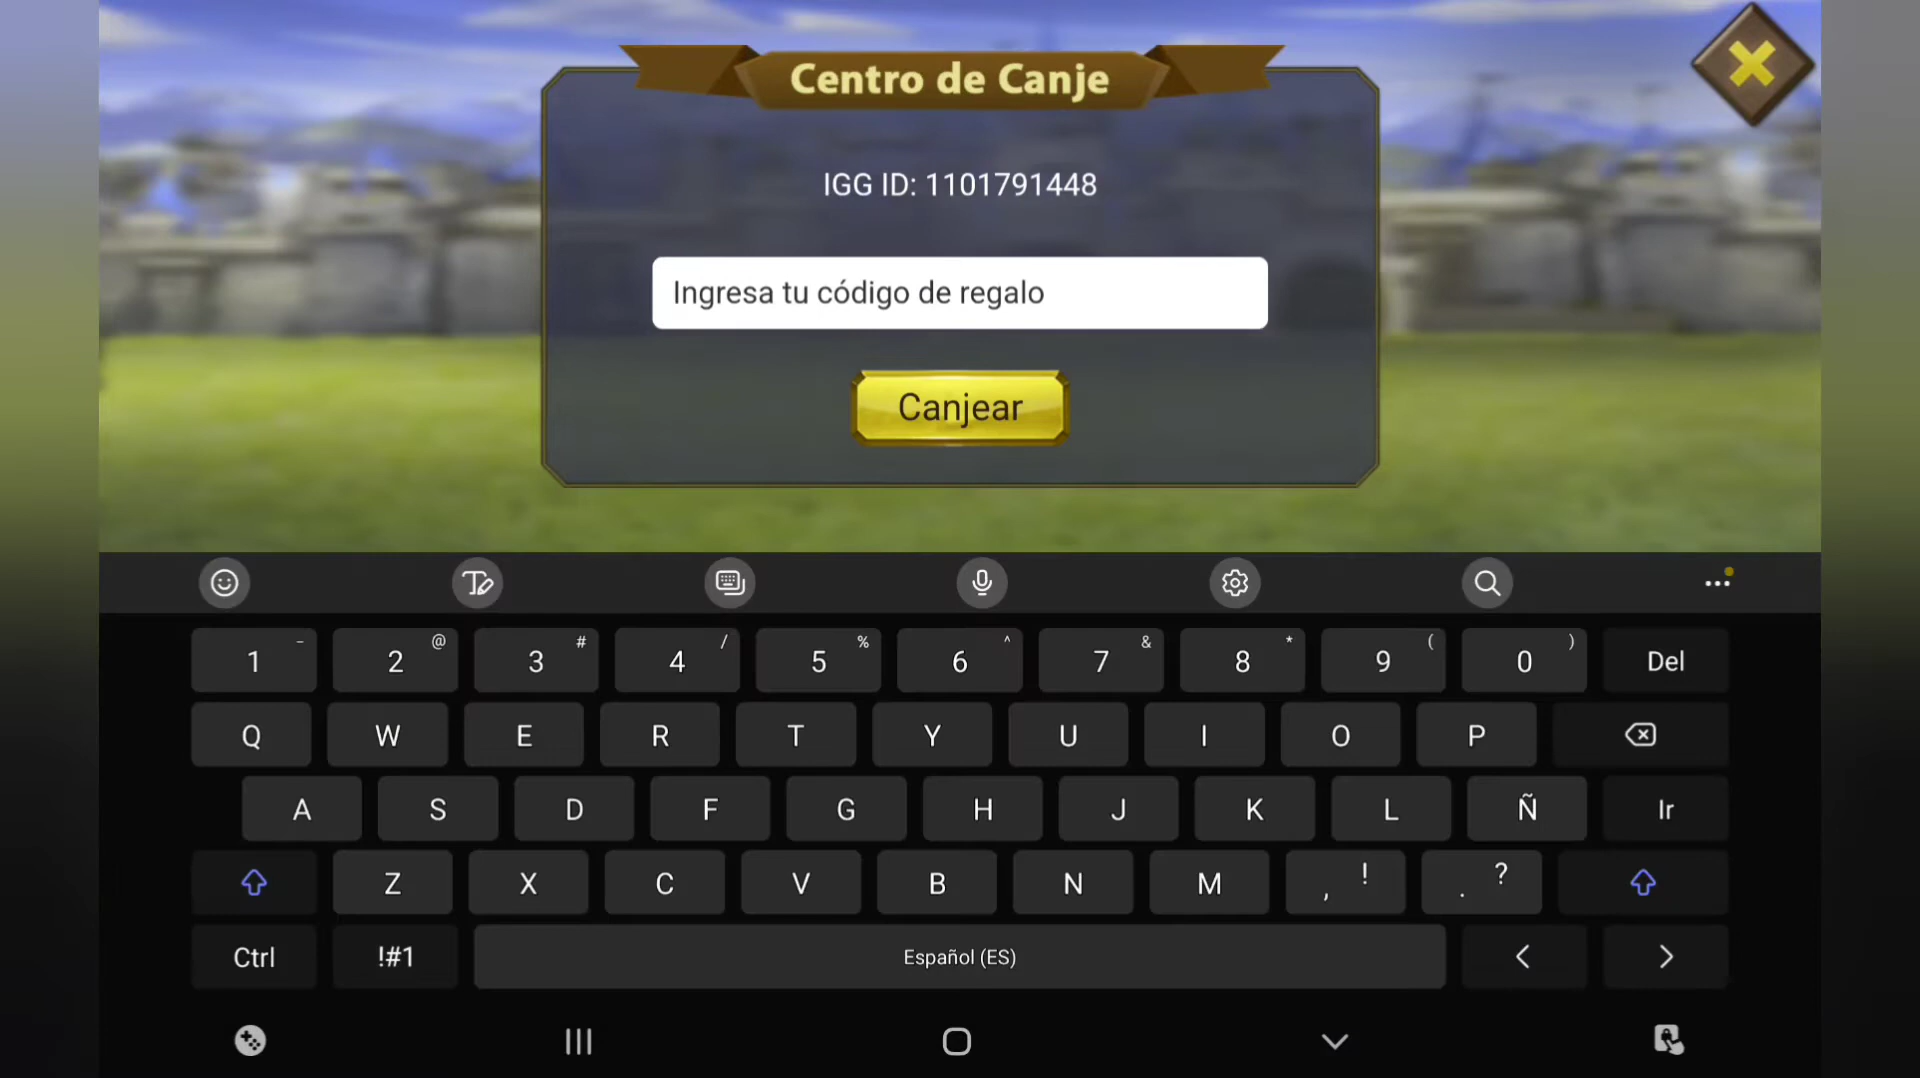 Centro de Canje
IGG ID: 1101791448
Ingresa tu código de regalo
Canjear
1 - 2 @ 3 # 4 / 5 % 6 ^ 7 & 8 * 9 ( 0 ) Del
Q W E R T Y U I O P
A S D F G H J K L Ñ Ir
Z X C V B N M , ! . ?
Ctrl !#1 Español (ES) < >